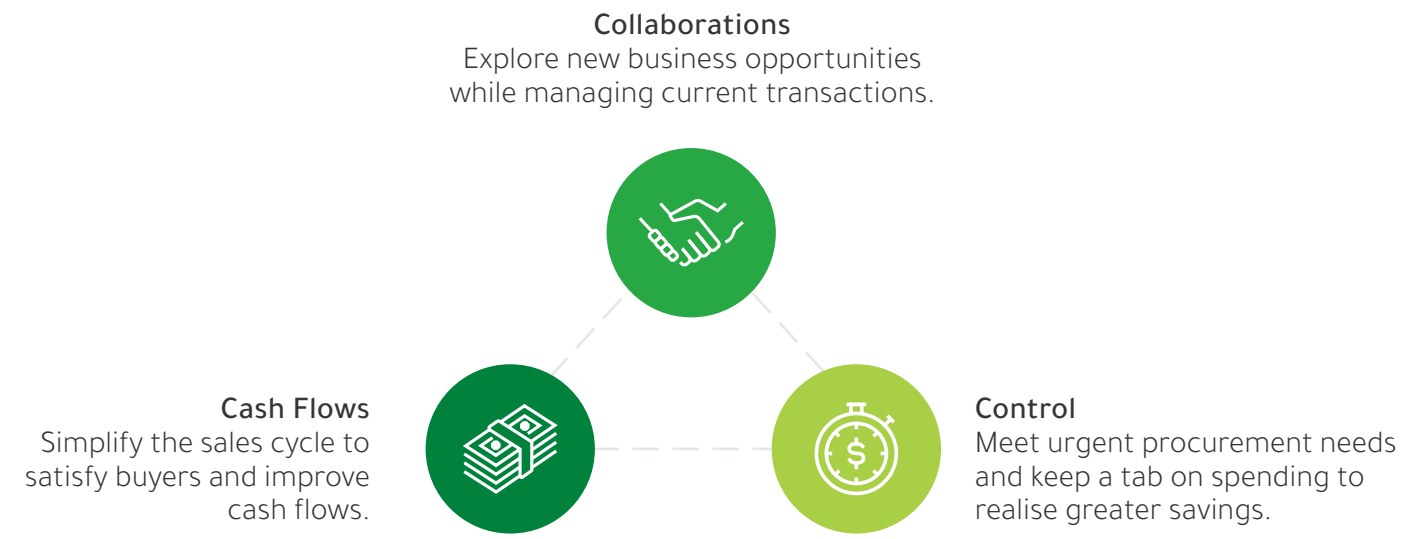 Collaborations
Explore new business opportunities
while managing current transactions.
Cash Flows
Simplify the sales cycle to
satisfy buyers and improve
cash flows.
$
Control
Meet urgent procurement needs
and keep a tab on spending to
realise greater savings.